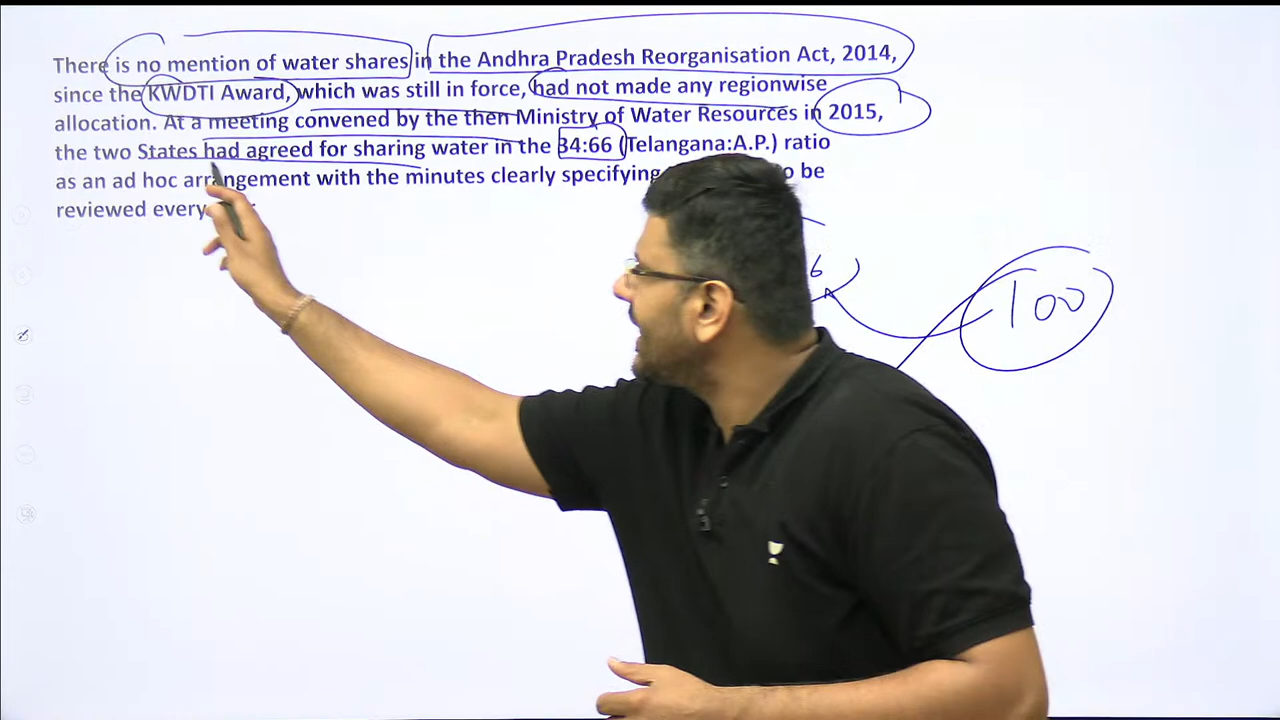 There is no mention of water shares in the Andhra Pradesh Reorganisation Act, 2014,
since the KWDTI Award, which was still in force, had not made any regionwise
allocation. At a meeting convened by the then Ministry of Water Resources in 2015,
the two States had agreed for sharing water in the 34:66 (Telangana:A.P.) ratio
as an ad hoc arrangement with the minutes clearly specifying be
reviewed every
6
100